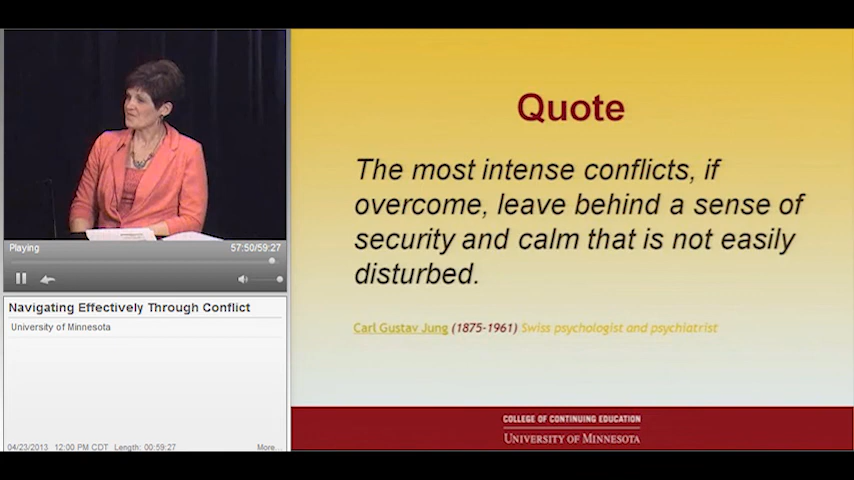 Playing
57:50/59:27
Navigating Effectively Through Conflict
University of Minnesota
04/23/2013 12:00 PM CDT Length: 00:59:27 More...
Quote
The most intense conflicts, if
overcome, leave behind a sense of
security and calm that is not easily
disturbed.
Carl Gustav Jung (1875-1961) Swiss psychologist and psychiatrist
COLLEGE OF CONTINUING EDUCATION
UNIVERSITY OF MINNESOTA